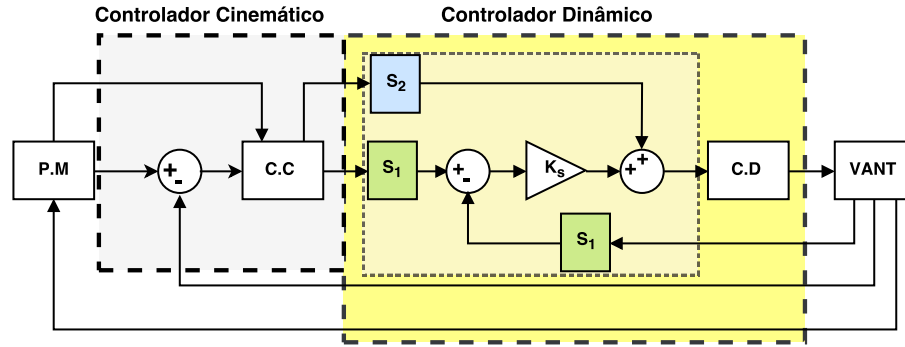 Controlador Cinemático
Controlador Dinâmico
S2
P.M
+
-
C.C
S1
+
-
Ks
+
+
C.D
VANT
S1